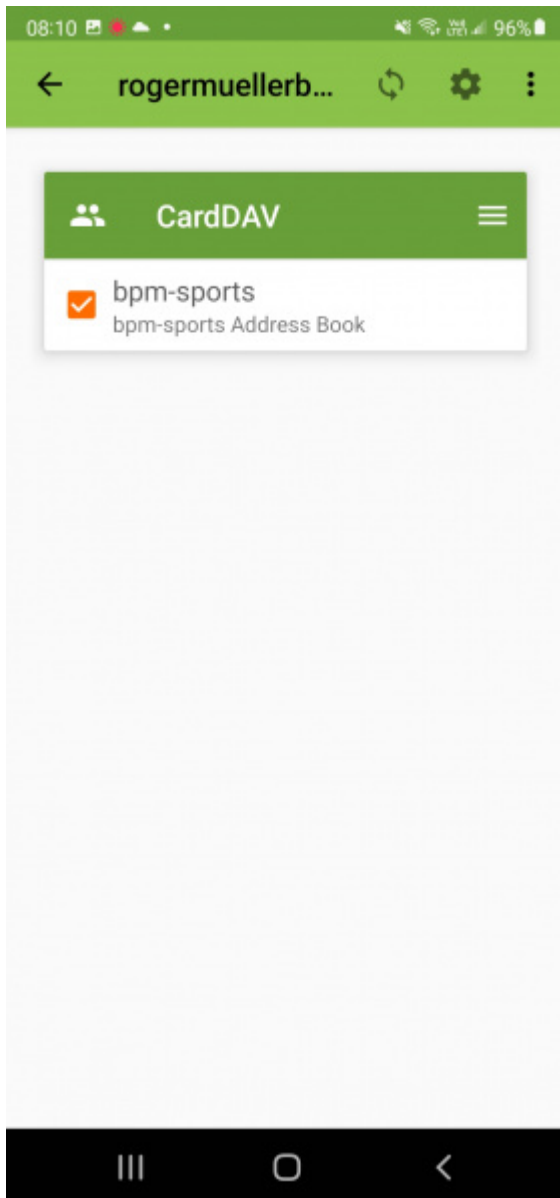 08:10 96%
rogermuellerb...
CardDAV
bpm-sports
bpm-sports Address Book